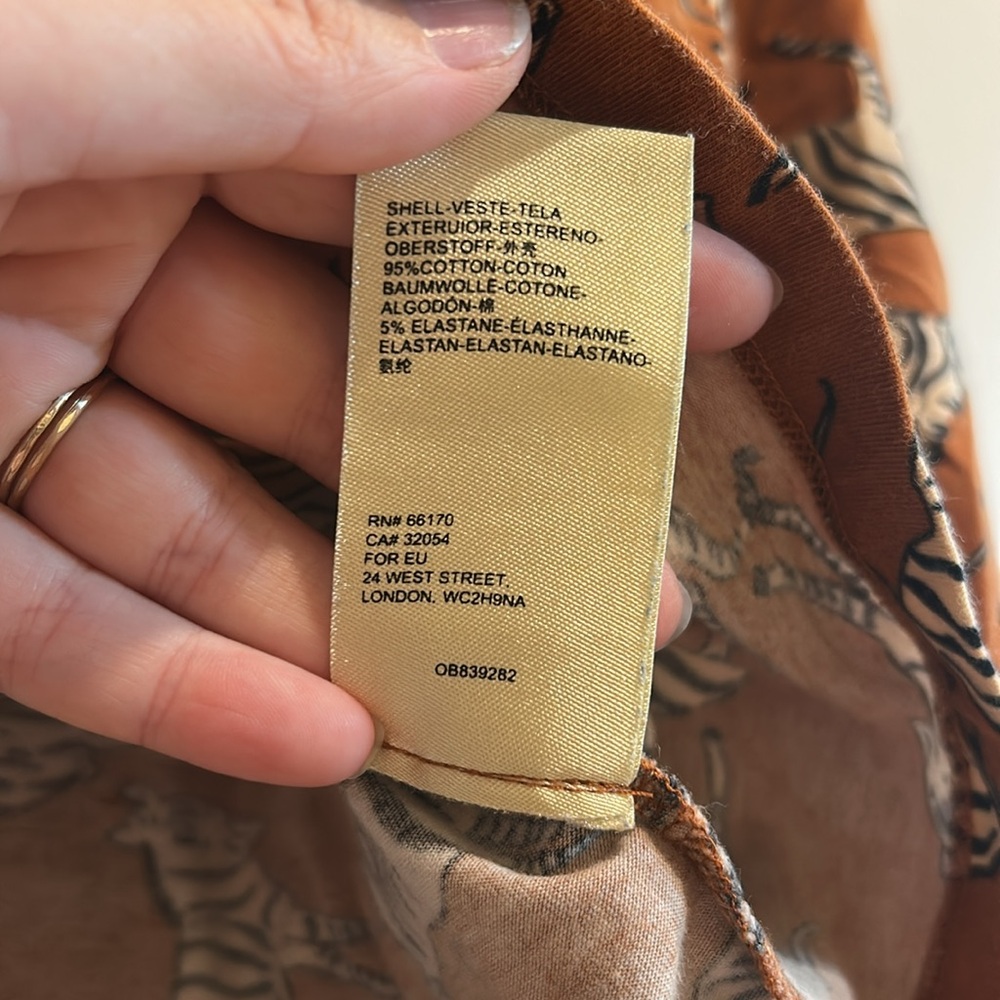 SHELL-VESTE-TELA
EXTERUIOR-ESTERENO-
OBERSTOFF-外壳
95%COTTON-COTON
BAUMWOLLE-COTONE-
ALGODÓN-棉
5% ELASTANE-ÉLASTHANNE-
ELASTAN-ELASTAN-ELASTANO-
氨纶
RN# 66170
CA# 32054
FOR EU
24 WEST STREET,
LONDON, WC2H9NA
OB839282